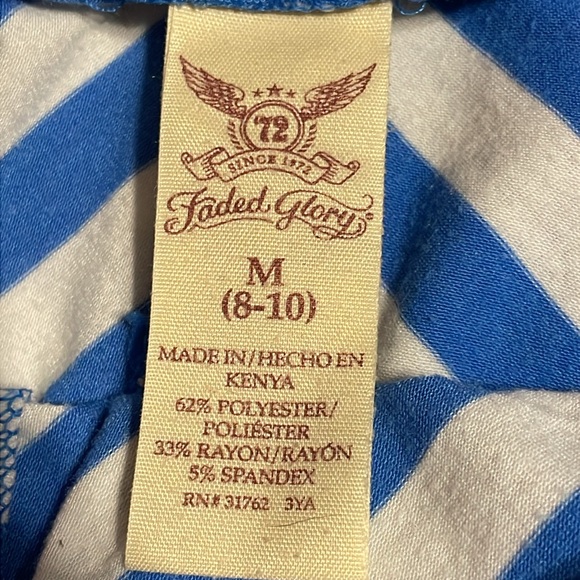 '72
SINCE 1972
Faded Glory®
M
(8-10)
MADE IN/HECHO EN
KENYA
62% POLYESTER/
POLIÉSTER
33% RAYON/RAYÓN
5% SPANDEX
RN# 31762 3YA